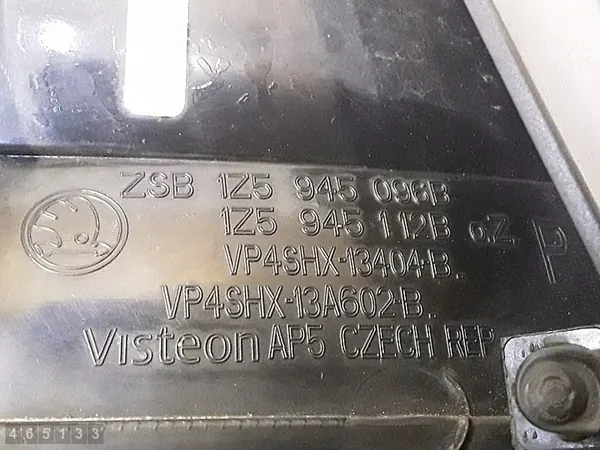 ZSB 1Z5 945 096B
1Z5 945 112B
VP4SHX-13404-B
VP4SHX-13A602-B
Visteon AP5 CZECH REP
P
465133